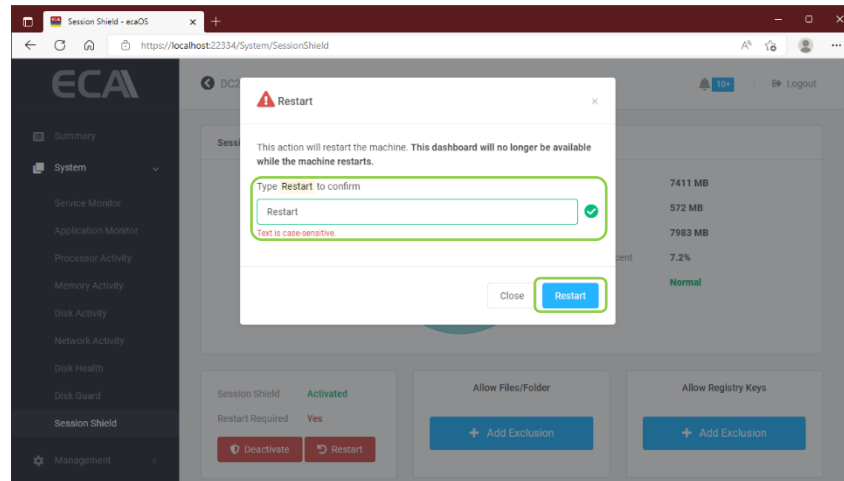 Session Shield - ecaOS
https://localhost:22334/System/SessionShield
ECA
DC2
10+
Logout
Summary
System
Service Monitor
Application Monitor
Processor Activity
Memory Activity
Disk Activity
Network Activity
Disk Health
Disk Guard
Session Shield
Management
Sessi
Restart
This action will restart the machine. This dashboard will no longer be available
while the machine restarts.
Type Restart to confirm
Restart
Text is case-sensitive.
Close
Restart
7411 MB
572 MB
7983 MB
cent
7.2%
Normal
Session Shield Activated
Restart Required Yes
Deactivate
Restart
Allow Files/Folder
Add Exclusion
Allow Registry Keys
Add Exclusion